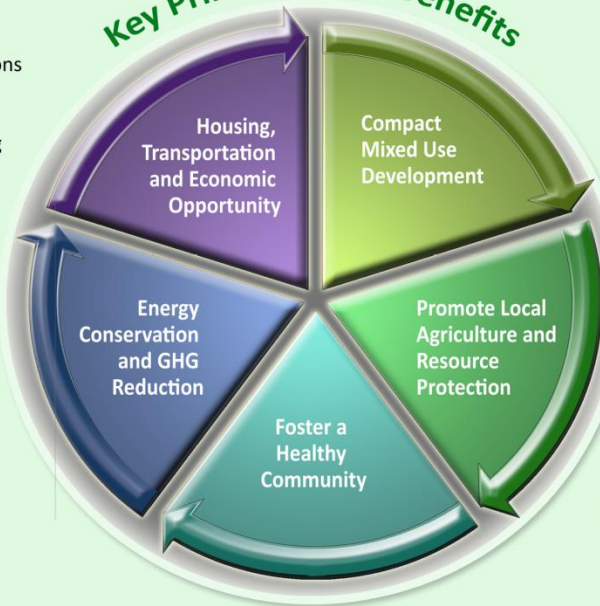 Key Pri
enefits
ons
g
Housing,
Transportation
and Economic
Opportunity
Compact
Mixed Use
Development
Energy
Conservation
and GHG
Reduction
Promote Local
Agriculture and
Resource
Protection
Foster a
Healthy
Community